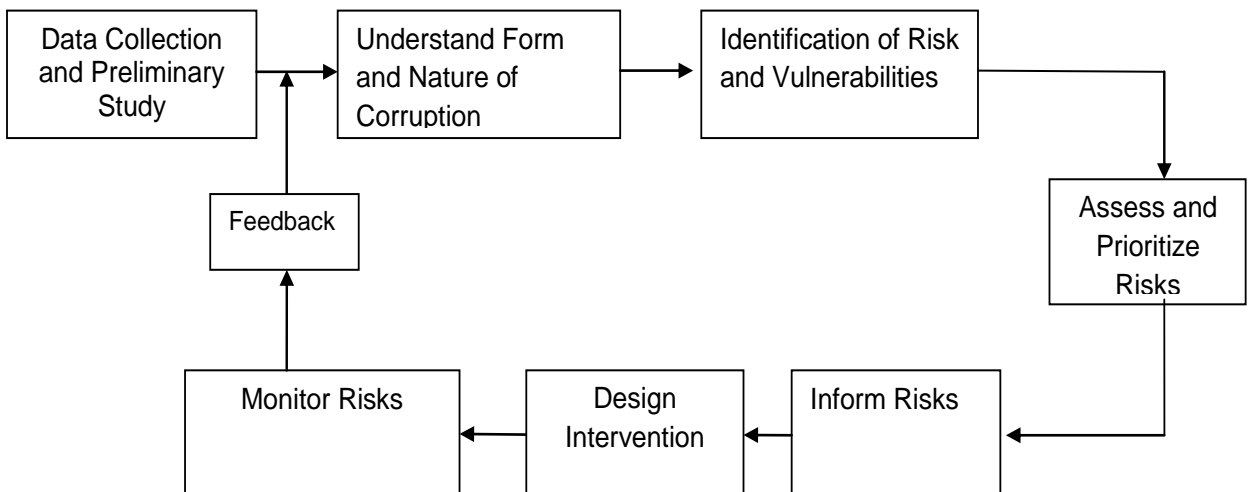 Data Collection
and Preliminary
Study
Understand Form
and Nature of
Corruption
Identification of Risk
and Vulnerabilities
Assess and
Prioritize
Risks
Inform Risks
Design
Intervention
Monitor Risks
Feedback